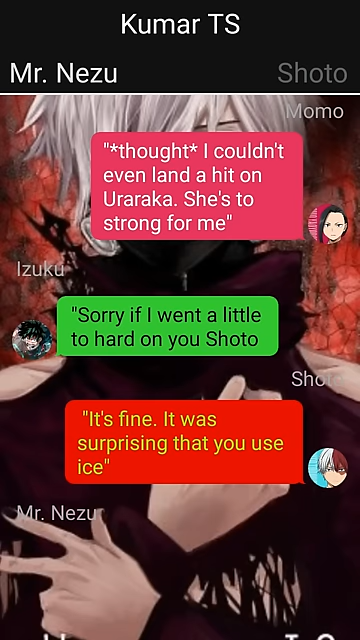 Kumar TS
Mr. Nezu
Shoto
Momo
"*thought* I couldn't
even land a hit on
Uraraka. She's to
strong for me"
Izuku
"Sorry if I went a little
to hard on you Shoto
Shoto
"It's fine. It was
surprising that you use
ice"
Mr. Nezu